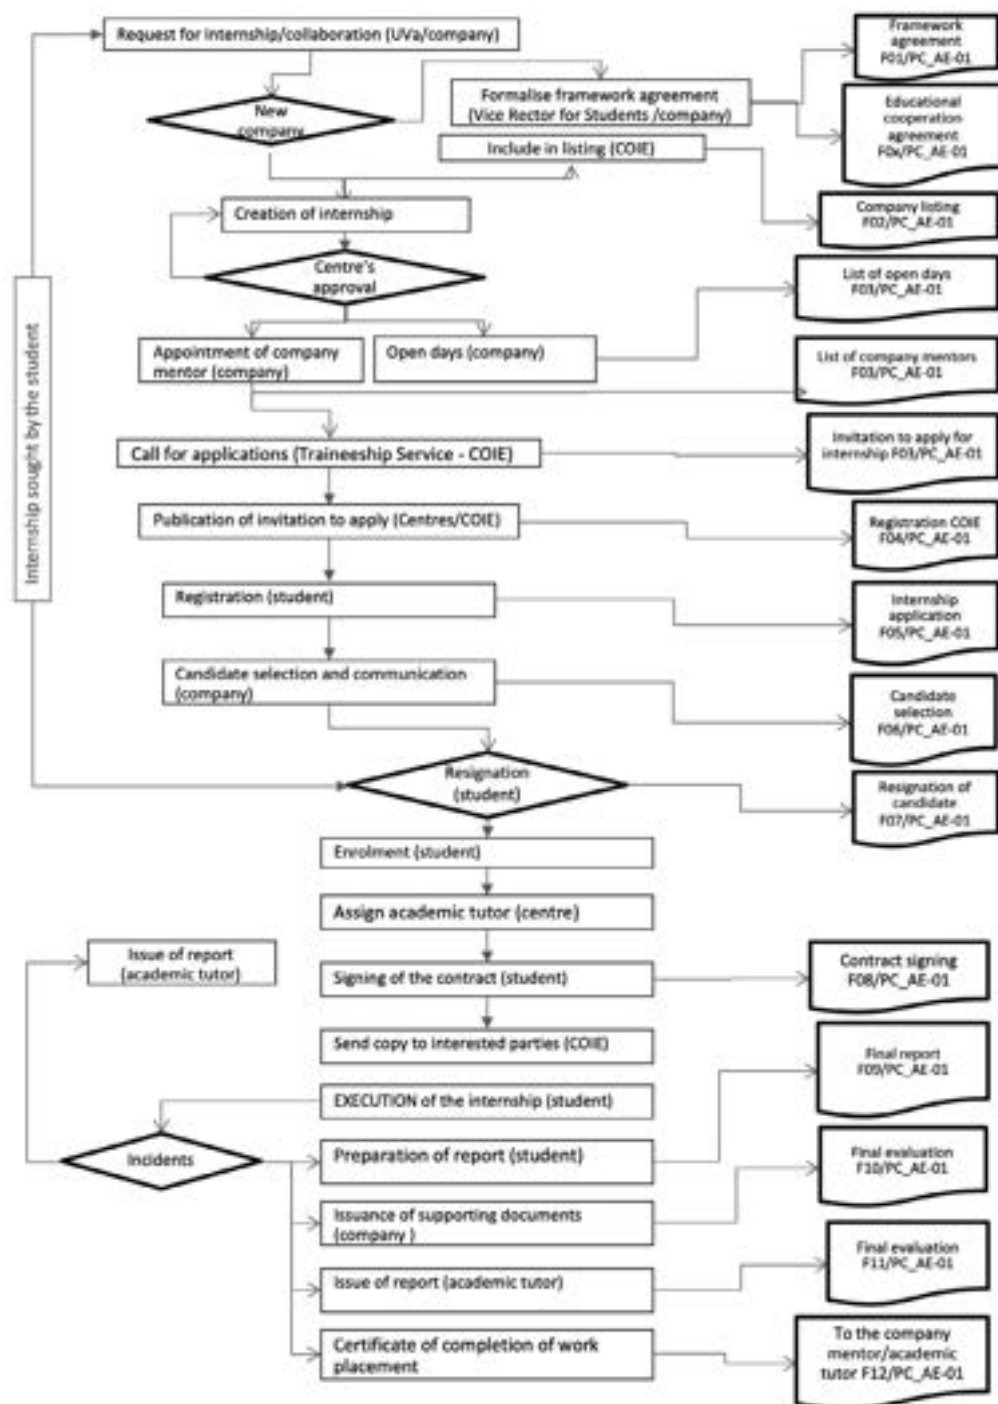 Request for internship/collaboration (UVa/company)
Framework
agreement
F01/PC_AE-01
New
company
Formalise framework agreement
(Vice Rector for Students /company)
Educational
cooperation
agreement
F0x/PC_AE-01
Include in listing (COIE)
Creation of internship
Company listing
F02/PC_AE-01
Centre's
approval
List of open days
F03/PC_AE-01
Appointment of company
mentor (company)
Open days (company)
List of company mentors
F03/PC_AE-01
Internship sought by the student
Call for applications (Traineeship Service - COIE)
Invitation to apply for
internship F03/PC_AE-01
Publication of invitation to apply (Centres/COIE)
Registration COIE
F04/PC_AE-01
Registration (student)
Internship
application
F05/PC_AE-01
Candidate selection and communication
(company)
Candidate
selection
F06/PC_AE-01
Resignation
(student)
Resignation of
candidate
F07/PC_AE-01
Enrolment (student)
Assign academic tutor (centre)
Issue of report
(academic tutor)
Signing of the contract (student)
Contract signing
F08/PC_AE-01
Send copy to interested parties (COIE)
Final report
F09/PC_AE-01
EXECUTION of the internship (student)
Incidents
Preparation of report (student)
Final evaluation
F10/PC_AE-01
Issuance of supporting documents
(company )
Final evaluation
F11/PC_AE-01
Issue of report (academic tutor)
Certificate of completion of work
placement
To the company
mentor/academic
tutor F12/PC_AE-01